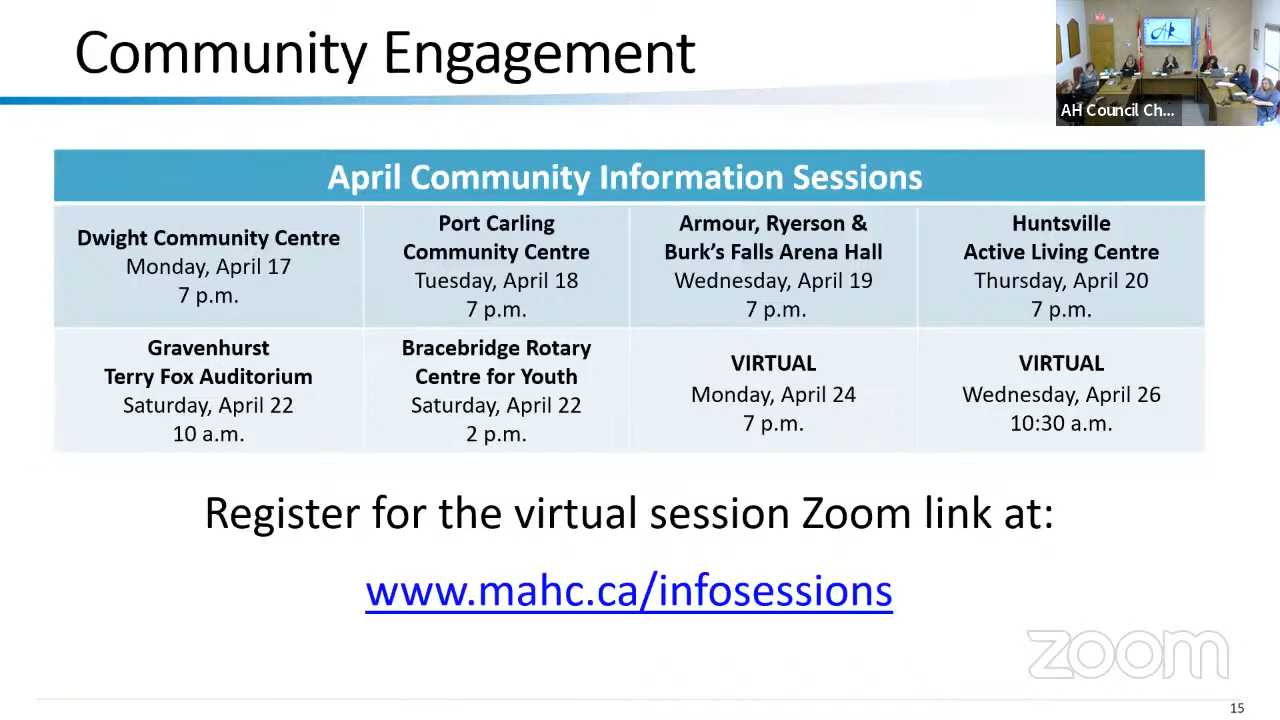 Community Engagement
AH Council Ch...
April Community Information Sessions
Dwight Community Centre
Monday, April 17
7 p.m.
Port Carling
Community Centre
Tuesday, April 18
7 p.m.
Armour, Ryerson &
Burk's Falls Arena Hall
Wednesday, April 19
7 p.m.
Huntsville
Active Living Centre
Thursday, April 20
7 p.m.
Gravenhurst
Terry Fox Auditorium
Saturday, April 22
10 a.m.
Bracebridge Rotary
Centre for Youth
Saturday, April 22
2 p.m.
VIRTUAL
Monday, April 24
7 p.m.
VIRTUAL
Wednesday, April 26
10:30 a.m.
Register for the virtual session Zoom link at:
www.mahc.ca/infosessions
zoom
15